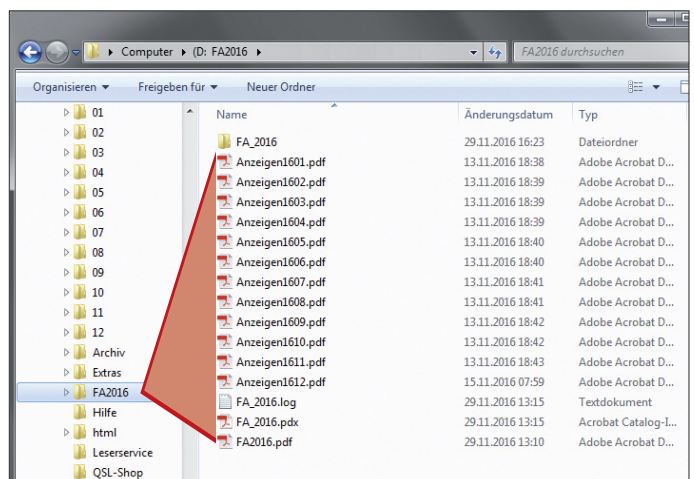 Computer ▸ (D: FA2016 ▸
FA2016 durchsuchen
Organisieren Freigeben für Neuer Ordner
01
02
03
04
05
06
07
08
09
10
11
12
Archiv
Extras
FA2016
Hilfe
html
Leserservice
QSL-Shop
Name Änderungsdatum Typ
FA_2016 29.11.2016 16:23 Dateiordner
Anzeigen1601.pdf 13.11.2016 18:38 Adobe Acrobat D...
Anzeigen1602.pdf 13.11.2016 18:39 Adobe Acrobat D...
Anzeigen1603.pdf 13.11.2016 18:39 Adobe Acrobat D...
Anzeigen1604.pdf 13.11.2016 18:39 Adobe Acrobat D...
Anzeigen1605.pdf 13.11.2016 18:40 Adobe Acrobat D...
Anzeigen1606.pdf 13.11.2016 18:40 Adobe Acrobat D...
Anzeigen1607.pdf 13.11.2016 18:41 Adobe Acrobat D...
Anzeigen1608.pdf 13.11.2016 18:41 Adobe Acrobat D...
Anzeigen1609.pdf 13.11.2016 18:42 Adobe Acrobat D...
Anzeigen1610.pdf 13.11.2016 18:42 Adobe Acrobat D...
Anzeigen1611.pdf 13.11.2016 18:43 Adobe Acrobat D...
Anzeigen1612.pdf 15.11.2016 07:59 Adobe Acrobat D...
FA_2016.log 29.11.2016 13:15 Textdokument
FA_2016.pdx 29.11.2016 13:15 Acrobat Catalog-I...
FA2016.pdf 29.11.2016 13:10 Adobe Acrobat D...